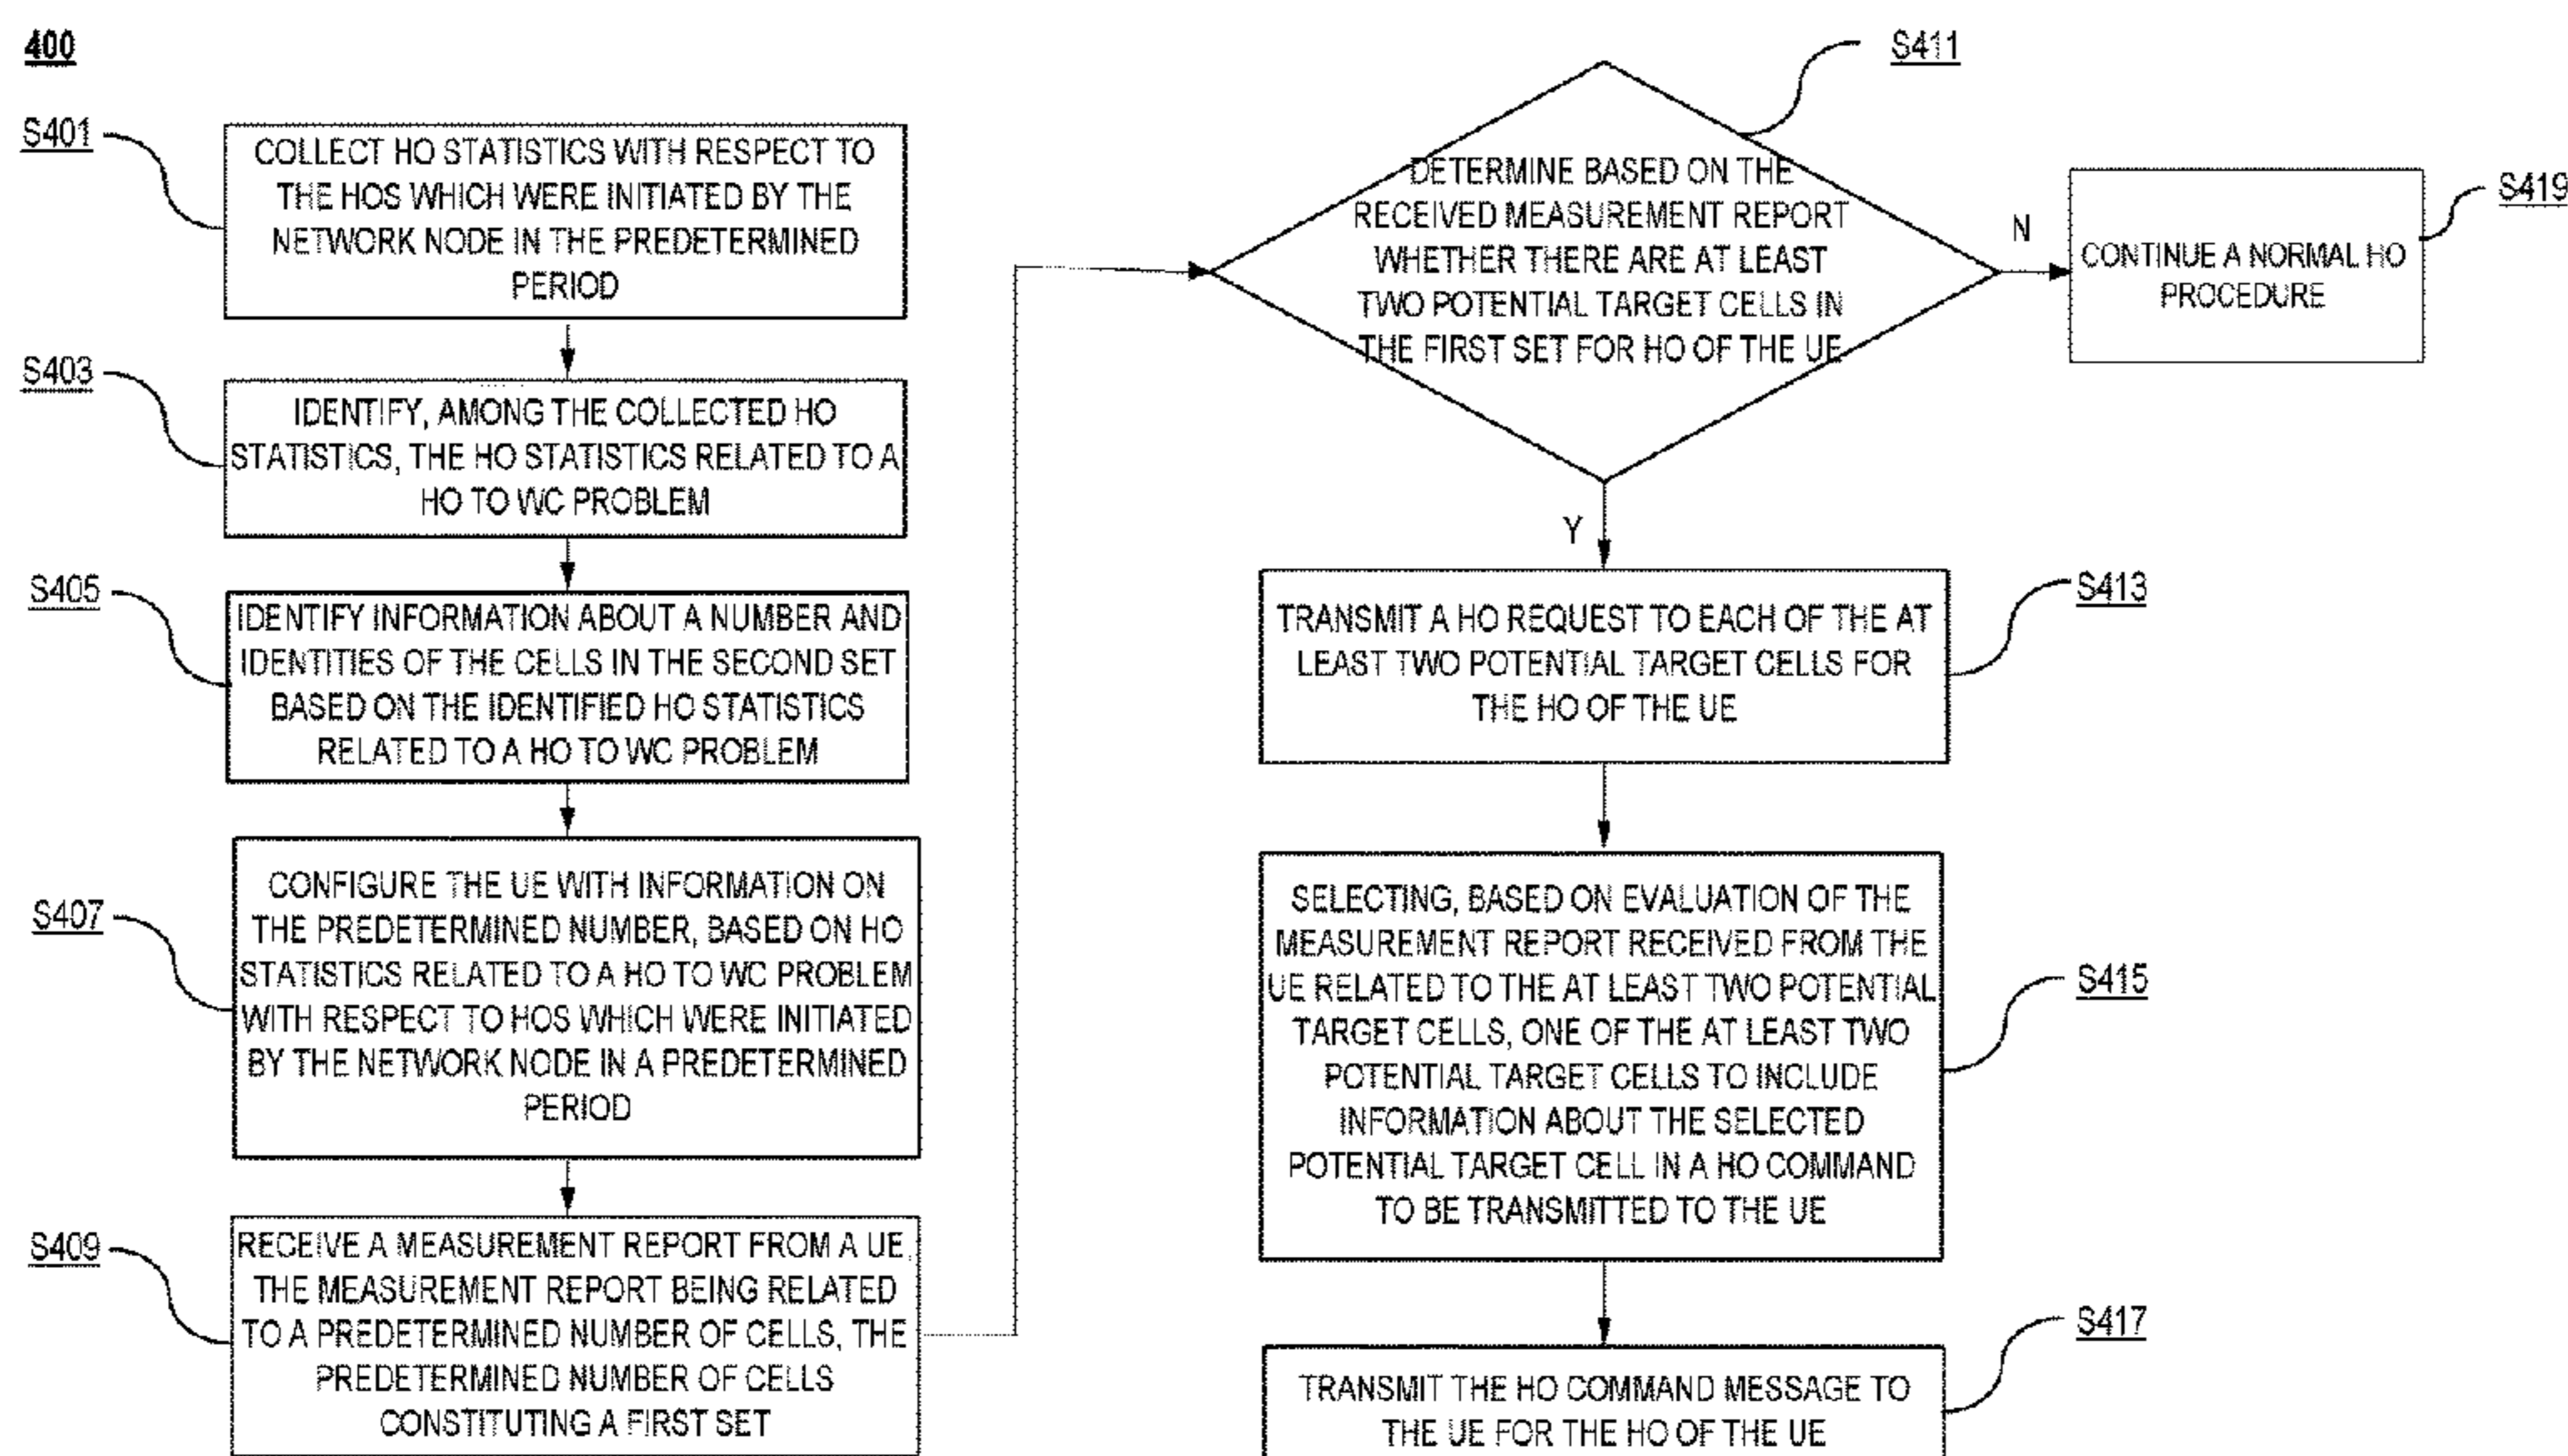 400
S401
COLLECT HO STATISTICS WITH RESPECT TO
THE HOS WHICH WERE INITIATED BY THE
NETWORK NODE IN THE PREDETERMINED
PERIOD
S403
IDENTIFY, AMONG THE COLLECTED HO
STATISTICS, THE HO STATISTICS RELATED TO A
HO TO WC PROBLEM
S405
IDENTIFY INFORMATION ABOUT A NUMBER AND
IDENTITIES OF THE CELLS IN THE SECOND SET
BASED ON THE IDENTIFIED HO STATISTICS
RELATED TO A HO TO WC PROBLEM
S407
CONFIGURE THE UE WITH INFORMATION ON
THE PREDETERMINED NUMBER, BASED ON HO
STATISTICS RELATED TO A HO TO WC PROBLEM
WITH RESPECT TO HOS WHICH WERE INITIATED
BY THE NETWORK NODE IN A PREDETERMINED
PERIOD
S409
RECEIVE A MEASUREMENT REPORT FROM A UE,
THE MEASUREMENT REPORT BEING RELATED
TO A PREDETERMINED NUMBER OF CELLS, THE
PREDETERMINED NUMBER OF CELLS
CONSTITUTING A FIRST SET
S411
DETERMINE BASED ON THE
RECEIVED MEASUREMENT REPORT
WHETHER THERE ARE AT LEAST
TWO POTENTIAL TARGET CELLS IN
THE FIRST SET FOR HO OF THE UE
N
S419
CONTINUE A NORMAL HO
PROCEDURE
Y
S413
TRANSMIT A HO REQUEST TO EACH OF THE AT
LEAST TWO POTENTIAL TARGET CELLS FOR
THE HO OF THE UE
S415
SELECTING, BASED ON EVALUATION OF THE
MEASUREMENT REPORT RECEIVED FROM THE
UE RELATED TO THE AT LEAST TWO POTENTIAL
TARGET CELLS, ONE OF THE AT LEAST TWO
POTENTIAL TARGET CELLS TO INCLUDE
INFORMATION ABOUT THE SELECTED
POTENTIAL TARGET CELL IN A HO COMMAND
TO BE TRANSMITTED TO THE UE
S417
TRANSMIT THE HO COMMAND MESSAGE TO
THE UE FOR THE HO OF THE UE